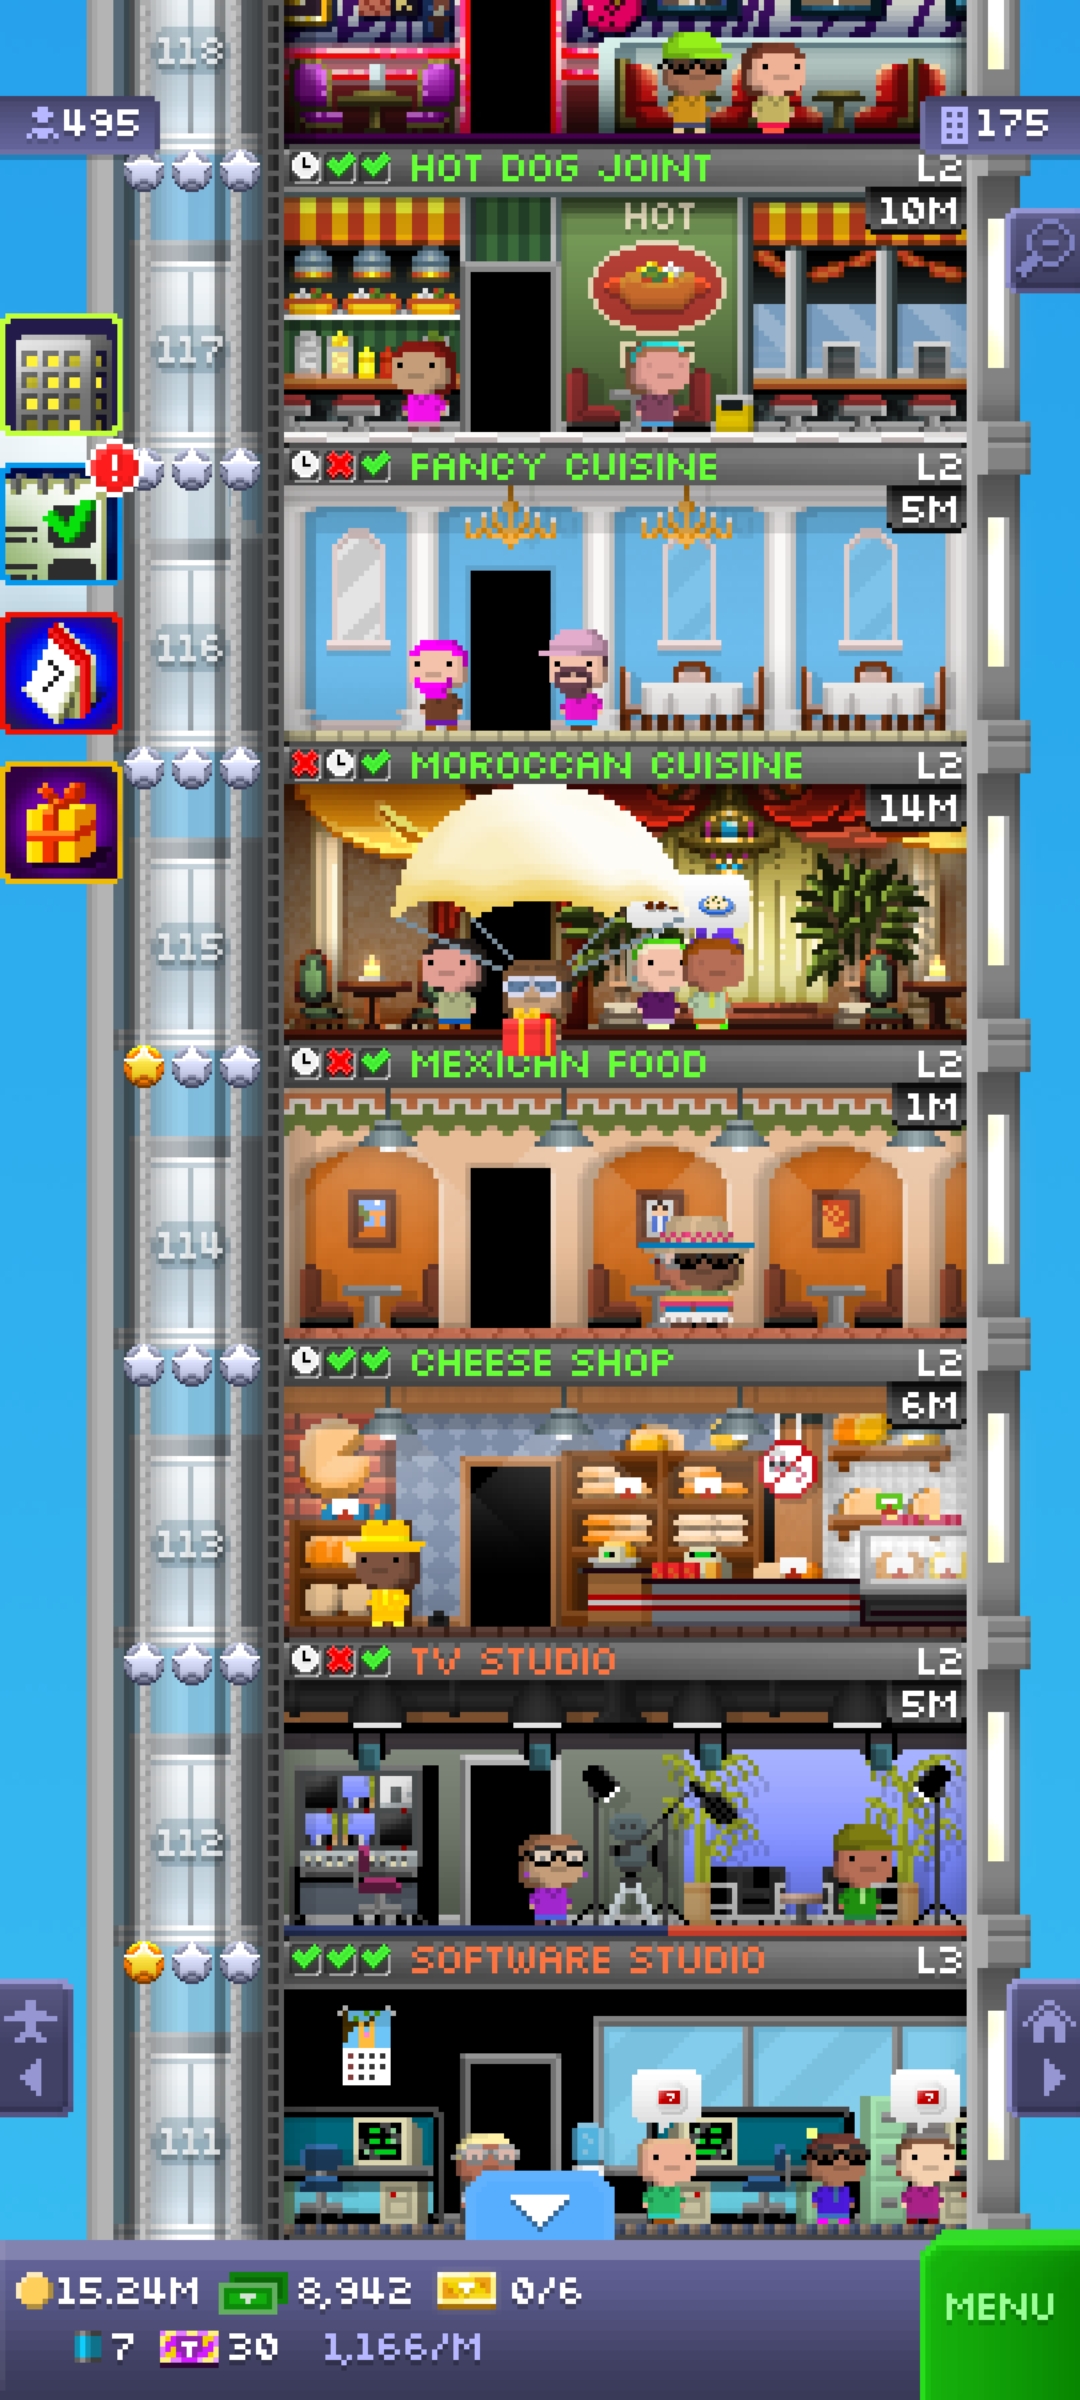 118
495
175
HOT DOG JOINT L2
10M
HOT
117
FANCY CUISINE L2
5M
116
MOROCCAN CUISINE L2
14M
115
MEXICAN FOOD L2
1M
114
CHEESE SHOP L2
6M
113
TV STUDIO L2
5M
112
SOFTWARE STUDIO L3
111
15.24M 8,942 0/6
7 30 1,166/M
MENU